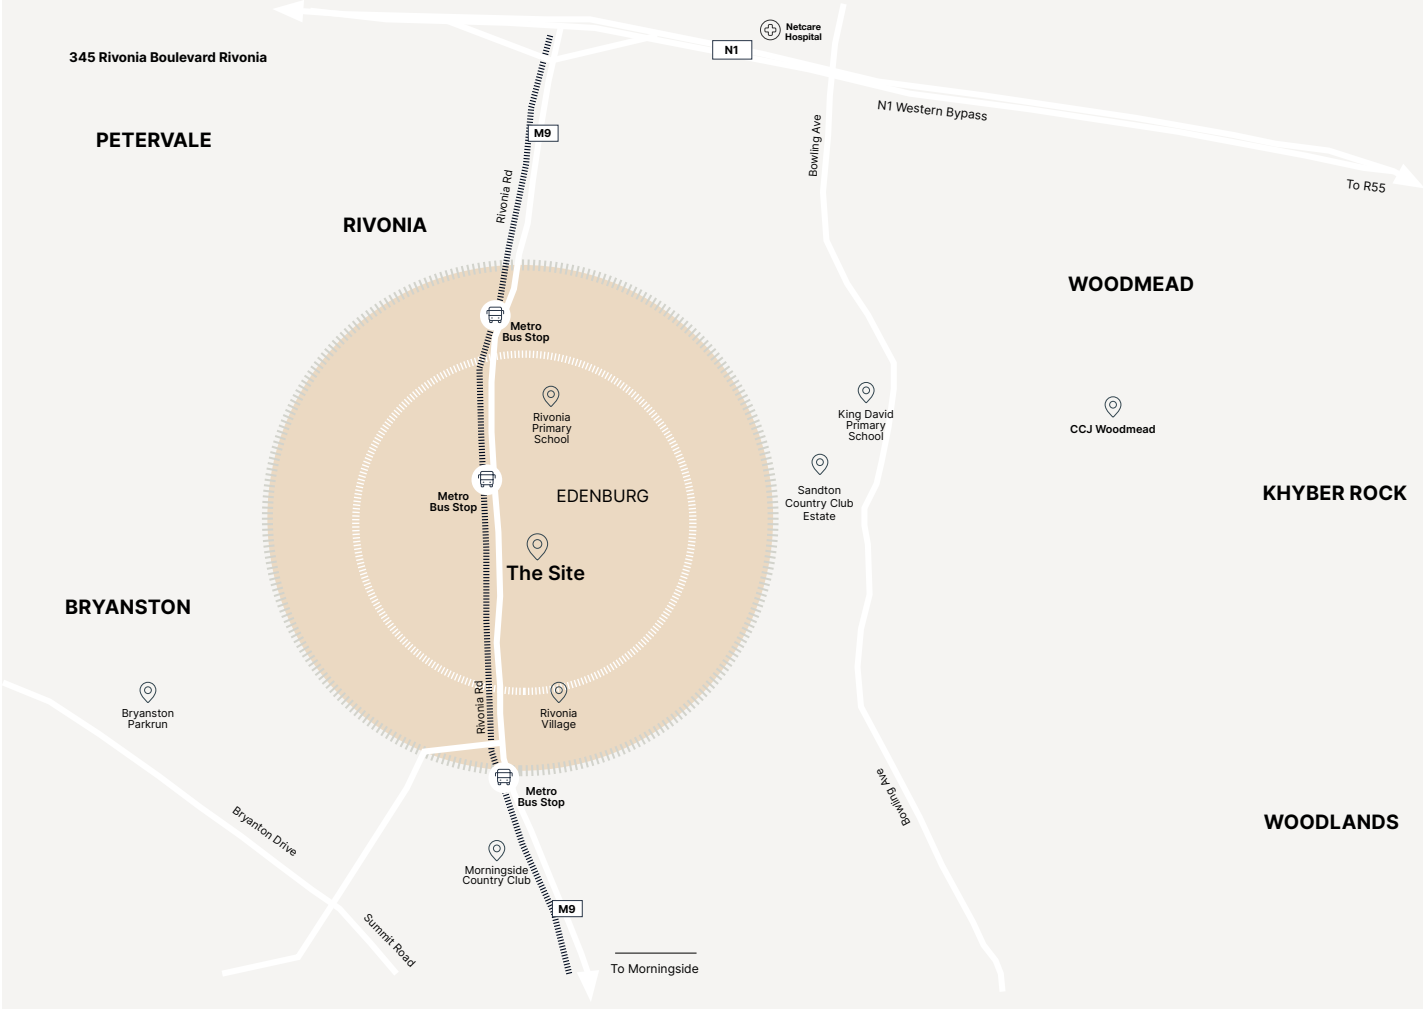 Netcare
Hospital
N1
345 Rivonia Boulevard Rivonia
N1 Western Bypass
M9
PETERVALE
Bowling Ave
To R55
Rivonia Rd
RIVONIA
WOODMEAD
Metro
Bus Stop
Rivonia
Primary
School
King David
Primary
School
CCJ Woodmead
Metro
Bus Stop
EDENBURG
Sandton
Country Club
Estate
KHYBER ROCK
The Site
BRYANSTON
Bryanston
Parkrun
Rivonia Rd
Rivonia
Village
Metro
Bus Stop
Bowling Ave
WOODLANDS
Bryanton Drive
Morningside
Country Club
M9
Summit Road
To Morningside